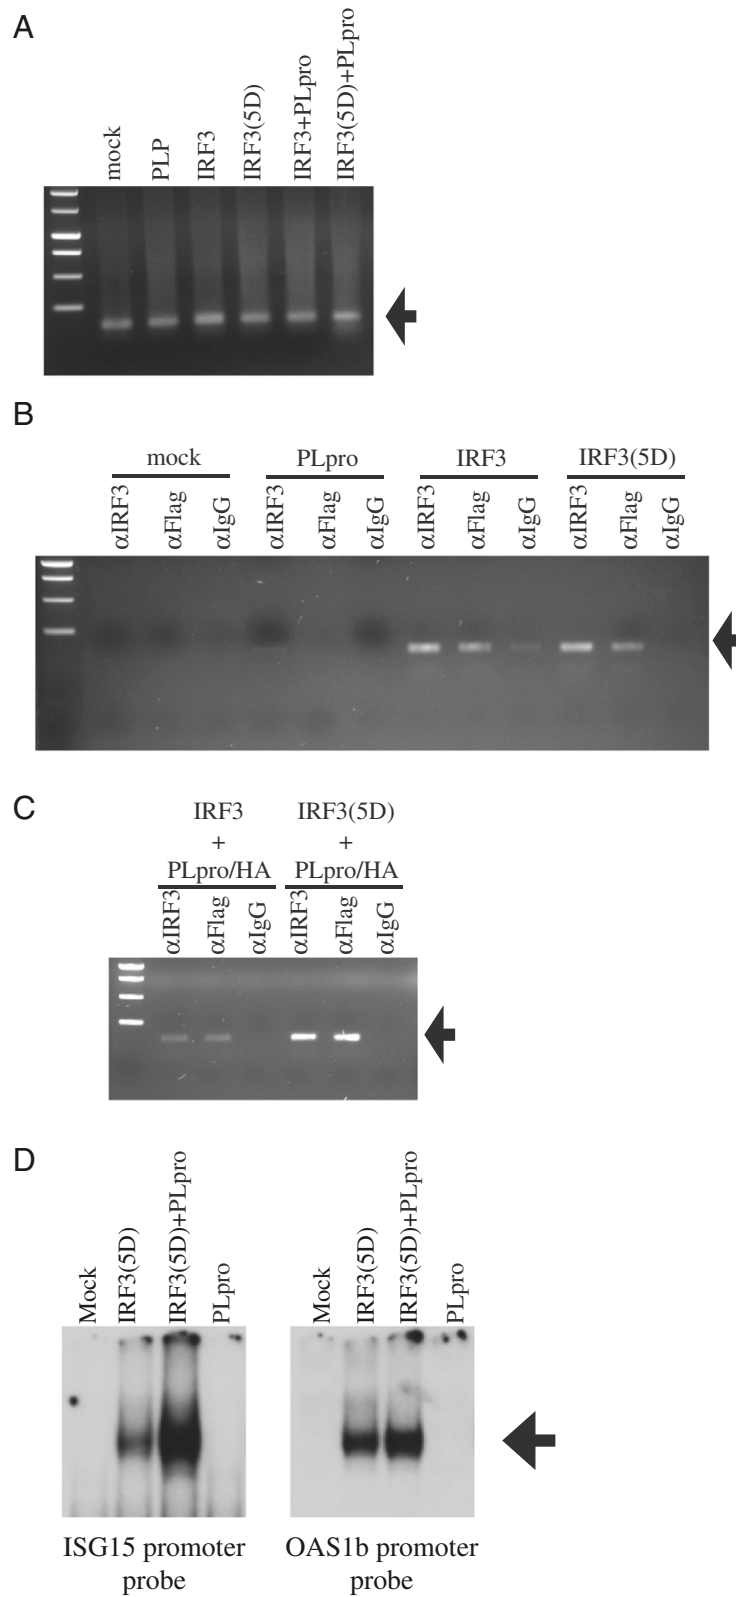 A
mock
PLP
IRF3
IRF3(5D)
IRF3+PLpro
IRF3(5D)+PLpro
B
mock
PLpro
IRF3
IRF3(5D)
αIRF3
αFlag
αIgG
αIRF3
αFlag
αIgG
αIRF3
αFlag
αIgG
αIRF3
αFlag
αIgG
C
IRF3
+
PLpro/HA
IRF3(5D)
+
PLpro/HA
αIRF3
αFlag
αIgG
αIRF3
αFlag
αIgG
D
Mock
IRF3(5D)
IRF3(5D)+PLpro
PLpro
Mock
IRF3(5D)
IRF3(5D)+PLpro
PLpro
ISG15 promoter
probe
OAS1b promoter
probe